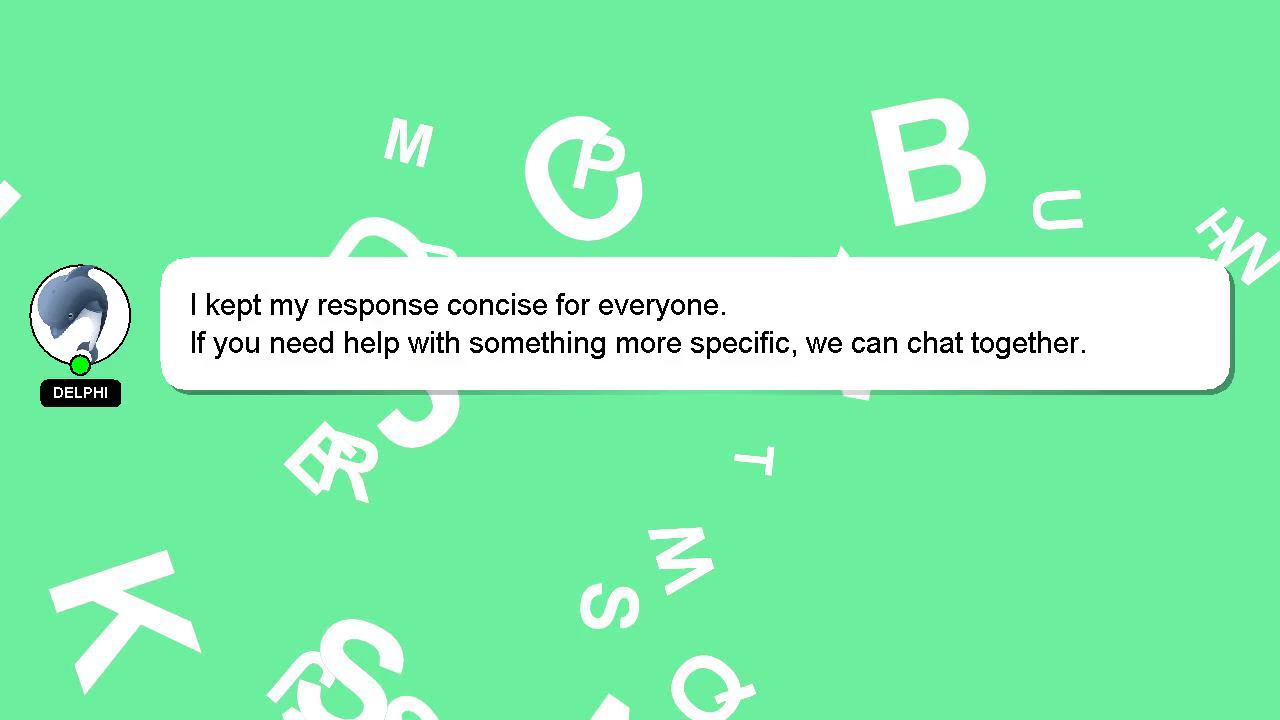 M
C
P
B
U
H
W
D
I kept my response concise for everyone.
If you need help with something more specific, we can chat together.
DELPHI
J
B
R
T
K
M
S
S
Q